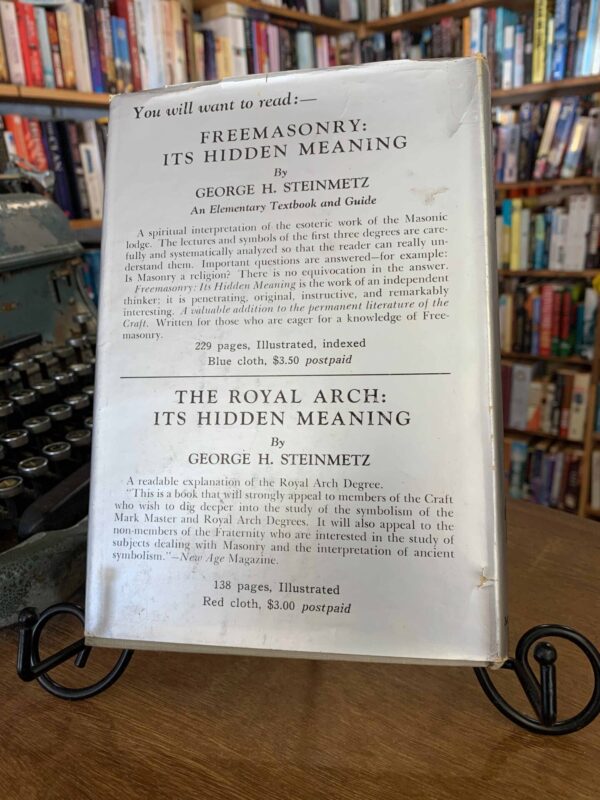 You will want to read:—
FREEMASONRY:
ITS HIDDEN MEANING
By
GEORGE H. STEINMETZ
An Elementary Textbook and Guide
A spiritual interpretation of the esoteric work of the Masonic
lodge. The lectures and symbols of the first three degrees are care-
fully and systematically analyzed so that the reader can really un-
derstand them. Important questions are answered—for example:
Is Masonry a religion? There is no equivocation in the answer.
Freemasonry: Its Hidden Meaning is the work of an independent
thinker; it is penetrating, original, instructive, and remarkably
interesting. A valuable addition to the permanent literature of the
Craft. Written for those who are eager for a knowledge of Free-
masonry.
229 pages, Illustrated, indexed
Blue cloth, $3.50 postpaid
THE ROYAL ARCH:
ITS HIDDEN MEANING
By
GEORGE H. STEINMETZ
A readable explanation of the Royal Arch Degree.
"This is a book that will strongly appeal to members of the Craft
who wish to dig deeper into the study of the symbolism of the
Mark Master and Royal Arch Degrees. It will also appeal to the
non-members of the Fraternity who are interested in the study of
subjects dealing with Masonry and the interpretation of ancient
symbolism."—New Age Magazine.
138 pages, Illustrated
Red cloth, $3.00 postpaid